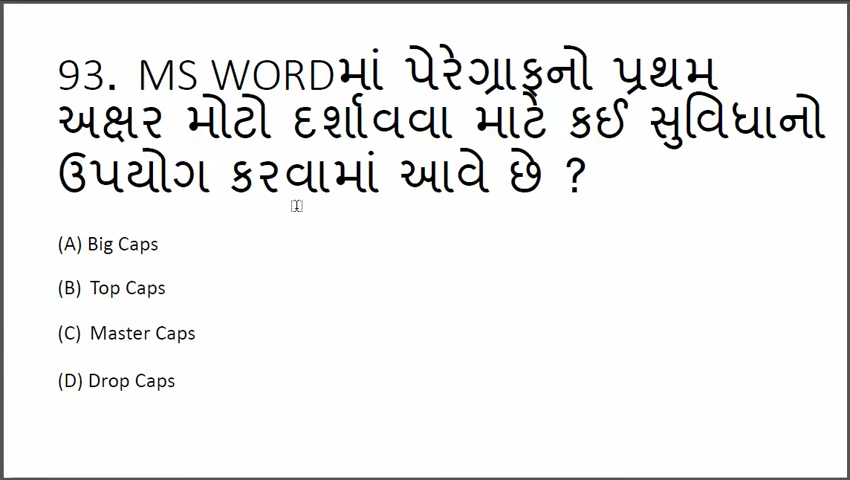 93. MS WORDમાં પેરેગ્રાફનો પ્રથમ
અક્ષર મોટો દર્શાવવા માટે કઈ સુવિધાનો
ઉપયોગ કરવામાં આવે છે ?
(A) Big Caps
(B) Top Caps
(C) Master Caps
(D) Drop Caps